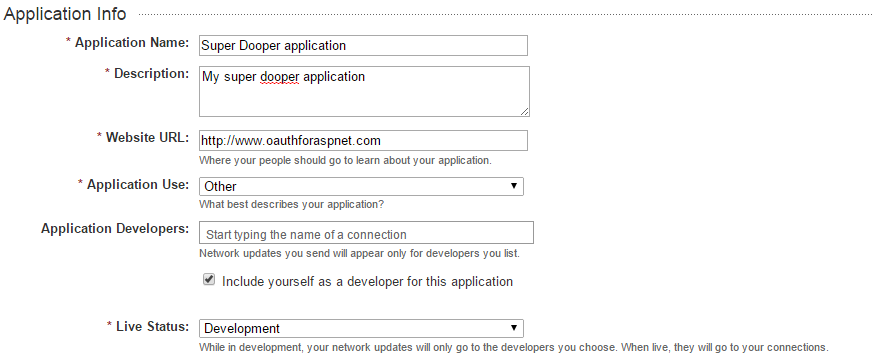 Application Info
* Application Name: Super Dooper application
* Description: My super dooper application
* Website URL: http://www.oauthforaspnet.com
Where your people should go to learn about your application.
* Application Use: Other
What best describes your application?
Application Developers: Start typing the name of a connection
Network updates you send will appear only for developers you list.
Include yourself as a developer for this application
* Live Status: Development
While in development, your network updates will only go to the developers you choose. When live, they will go to your connections.